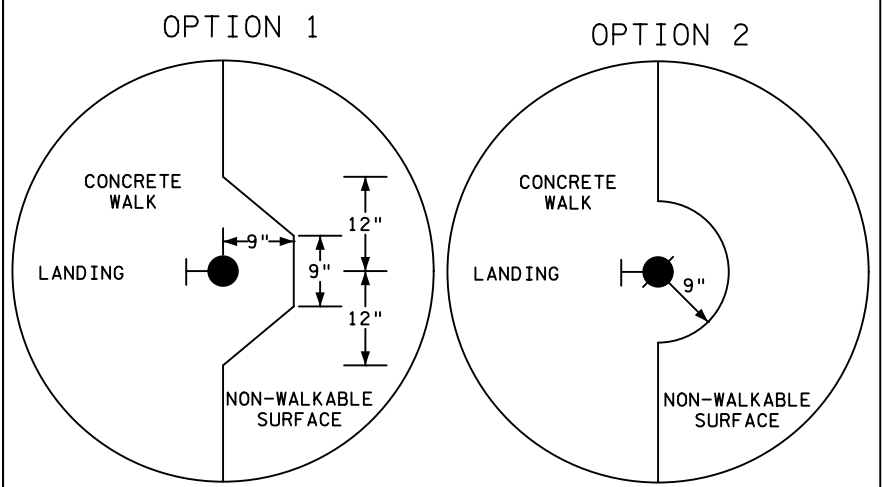 OPTION 1
CONCRETE
WALK
LANDING
9"
12"
9"
12"
NON-WALKABLE
SURFACE
OPTION 2
CONCRETE
WALK
LANDING
9"
NON-WALKABLE
SURFACE